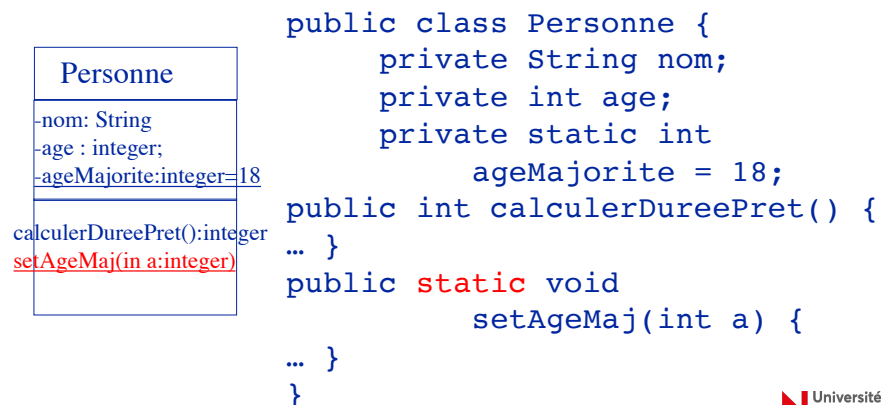 Personne
-nom: String
-age : integer;
-ageMajorite:integer=18
calculerDureePret():integer
setAgeMaj(in a:integer)
public class Personne {
private String nom;
private int age;
private static int
ageMajorite = 18;
public int calculerDureePret() {
… }
public static void
setAgeMaj(int a) {
… }
}
Université